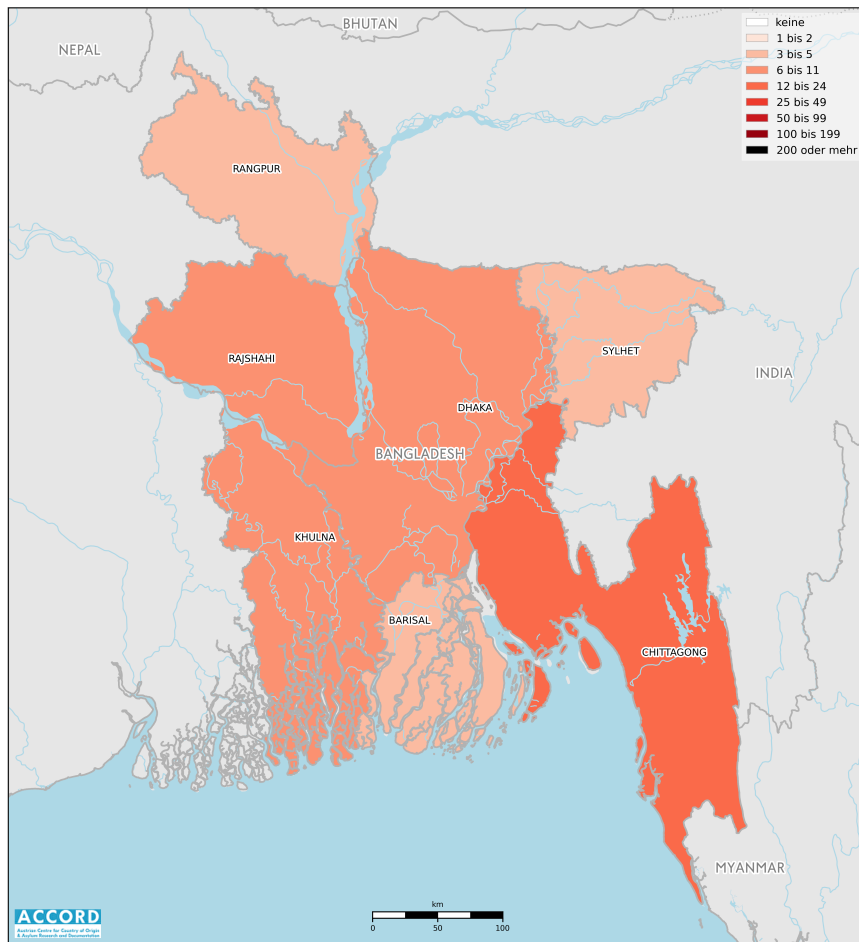 BHUTAN
NEPAL
keine
1 bis 2
3 bis 5
6 bis 11
12 bis 24
25 bis 49
50 bis 99
100 bis 199
200 oder mehr
RANGPUR
RAJSHAHI
SYLHET
INDIA
DHAKA
BANGLADESH
KHULNA
BARISAL
CHITTAGONG
MYANMAR
km
0 50 100
ACCORD
Austrian Centre for Country of Origin
& Asylum Research and Documentation